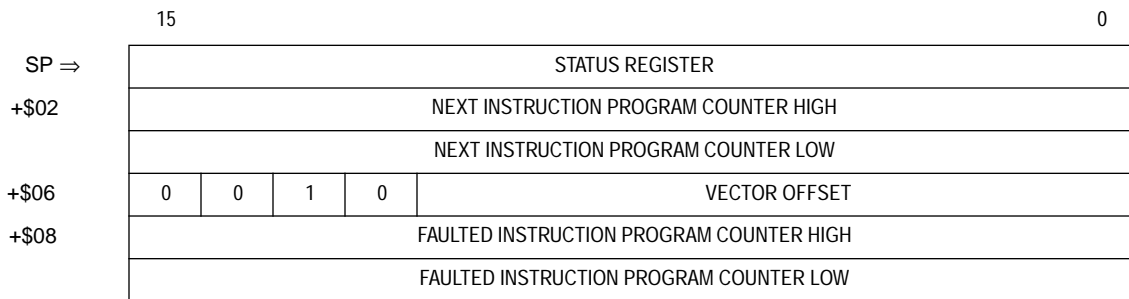 15 0
SP ⇒ STATUS REGISTER
+$02 NEXT INSTRUCTION PROGRAM COUNTER HIGH
NEXT INSTRUCTION PROGRAM COUNTER LOW
+$06 0 0 1 0 VECTOR OFFSET
+$08 FAULTED INSTRUCTION PROGRAM COUNTER HIGH
FAULTED INSTRUCTION PROGRAM COUNTER LOW